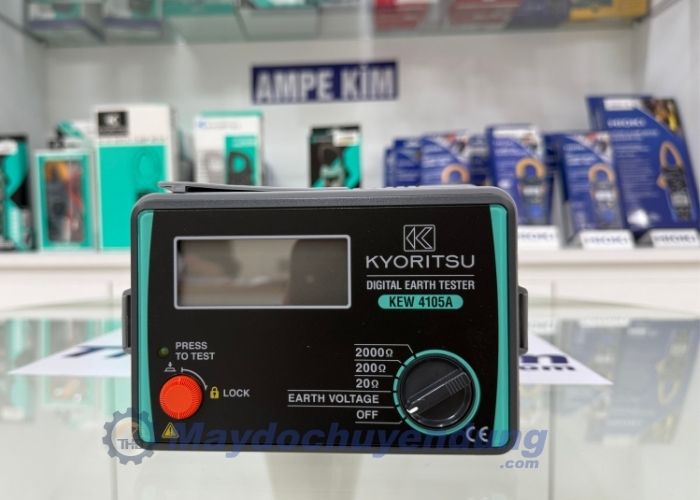 AMPE KÌM
KYORITSU
DIGITAL EARTH TESTER
KEW 4105A
PRESS
TO TEST
LOCK
2000Ω
200Ω
20Ω
EARTH VOLTAGE
OFF
CE
Maydochuyendung
.com